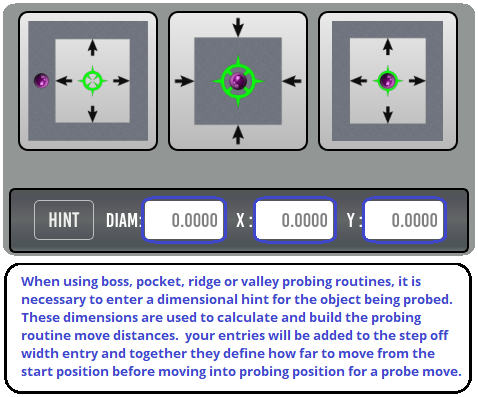 HINT DIAM: 0.0000 X : 0.0000 Y : 0.0000
When using boss, pocket, ridge or valley probing routines, it is
necessary to enter a dimensional hint for the object being probed.
These dimensions are used to calculate and build the probing
routine move distances.  your entries will be added to the step off
width entry and together they define how far to move from the
start position before moving into probing position for a probe move.